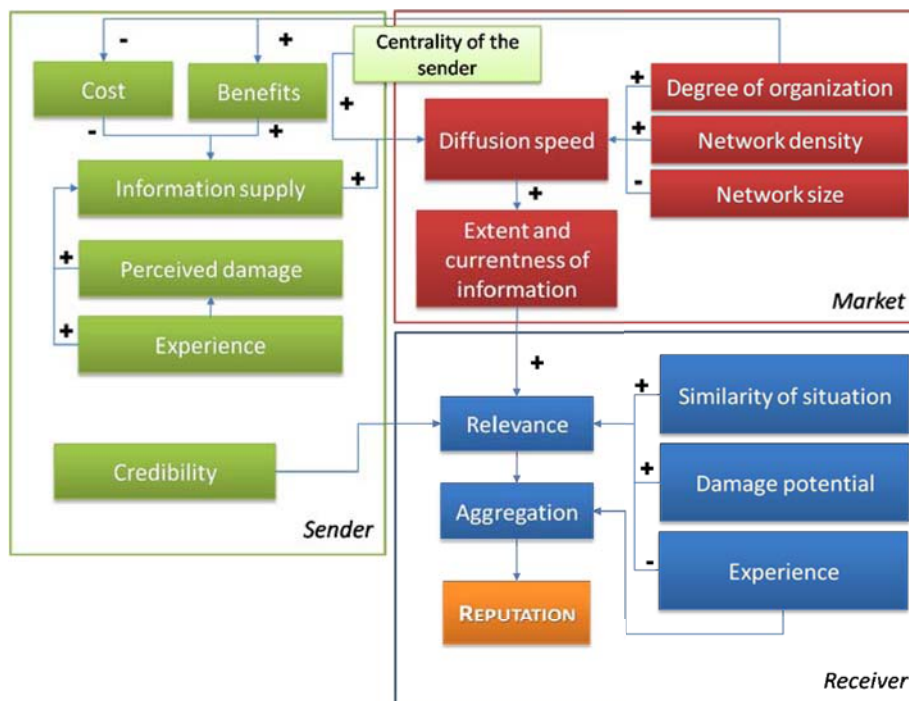 -
+
Centrality of the
sender
Cost
Benefits
-
+
+
Information supply
+
+
Perceived damage
+
Experience
Credibility
Sender
Diffusion speed
+
Degree of organization
+
Network density
-
Network size
+
Extent and
currentness of
information
Market
+
Relevance
+
Similarity of situation
+
Damage potential
Aggregation
-
Experience
REPUTATION
Receiver